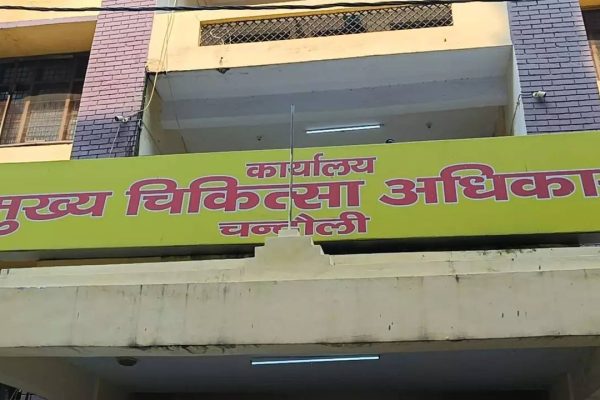 कार्यालय
मुख्य चिकित्सा अधिका
चन्दौली